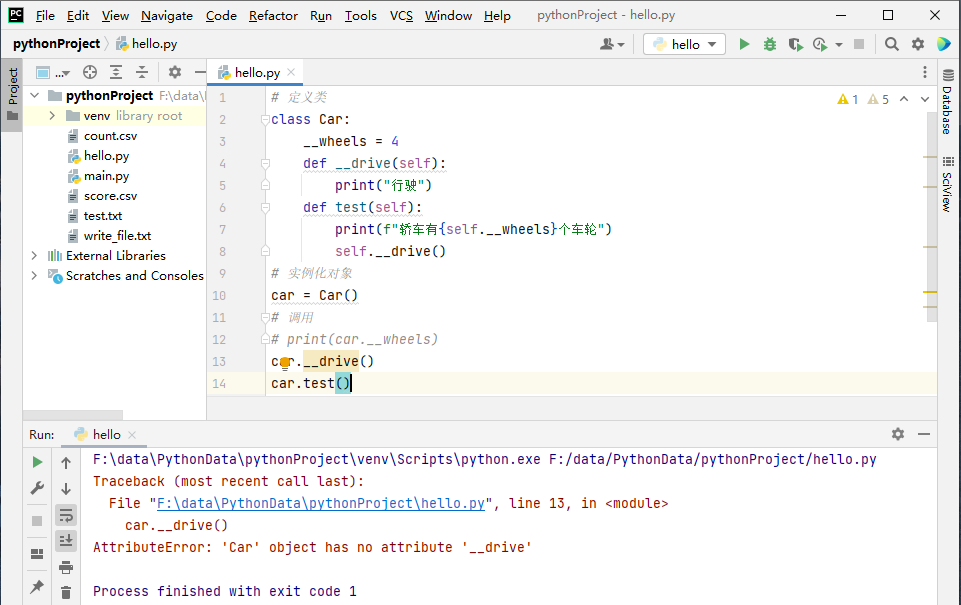 PC File Edit View Navigate Code Refactor Run Tools VCS Window Help pythonProject - hello.py
pythonProject hello.py hello
Project
... hello.py
pythonProject F:\data\
venv library root
count.csv
hello.py
main.py
score.csv
test.txt
write_file.txt
External Libraries
Scratches and Consoles
1 # 定义类
2 class Car:
3 __wheels = 4
4 def __drive(self):
5 print("行驶")
6 def test(self):
7 print(f"轿车有{self.__wheels}个车轮")
8 self.__drive()
9 # 实例化对象
10 car = Car()
11 # 调用
12 # print(car.__wheels)
13 car.__drive()
14 car.test()
1 5
Database
SciView
Run: hello
F:\data\PythonData\pythonProject\venv\Scripts\python.exe F:/data/PythonData/pythonProject/hello.py
Traceback (most recent call last):
File "F:\data\PythonData\pythonProject\hello.py", line 13, in <module>
car.__drive()
AttributeError: 'Car' object has no attribute '__drive'
Process finished with exit code 1